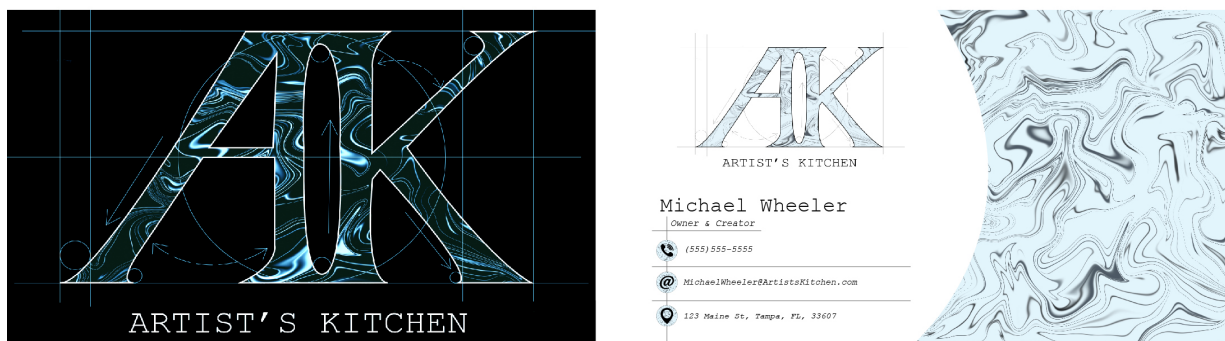 AK
ARTIST'S KITCHEN
AK
ARTIST'S KITCHEN
Michael Wheeler
Owner & Creator
(555)555-5555
@ MichaelWheeler@ArtistsKitchen.com
123 Maine St, Tampa, FL, 33607